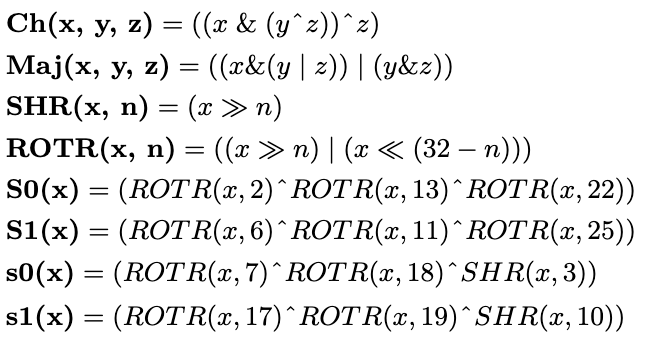 Ch(x, y, z) = ((x & (y^z))^z)
Maj(x, y, z) = ((x&(y | z)) | (y&z))
SHR(x, n) = (x ≫ n)
ROTR(x, n) = ((x ≫ n) | (x ≪ (32 − n)))
S0(x) = (ROTR(x, 2)^ROTR(x, 13)^ROTR(x, 22))
S1(x) = (ROTR(x, 6)^ROTR(x, 11)^ROTR(x, 25))
s0(x) = (ROTR(x, 7)^ROTR(x, 18)^SHR(x, 3))
s1(x) = (ROTR(x, 17)^ROTR(x, 19)^SHR(x, 10))